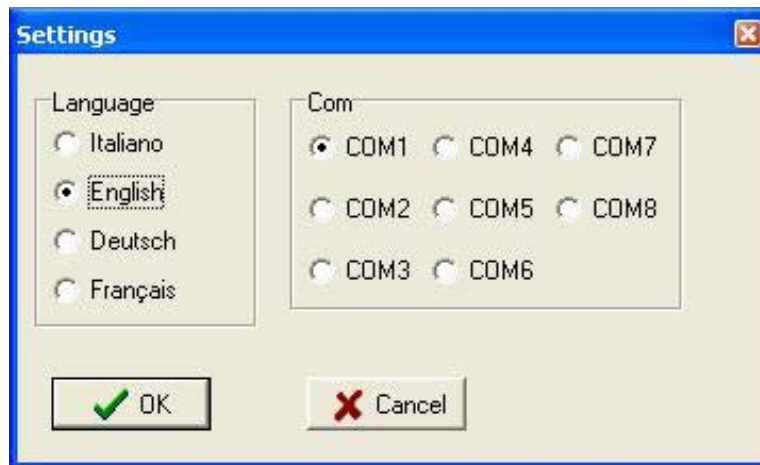 Settings
Language
Italiano
English
Deutsch
Français
Com
COM1 COM4 COM7
COM2 COM5 COM8
COM3 COM6
OK
Cancel